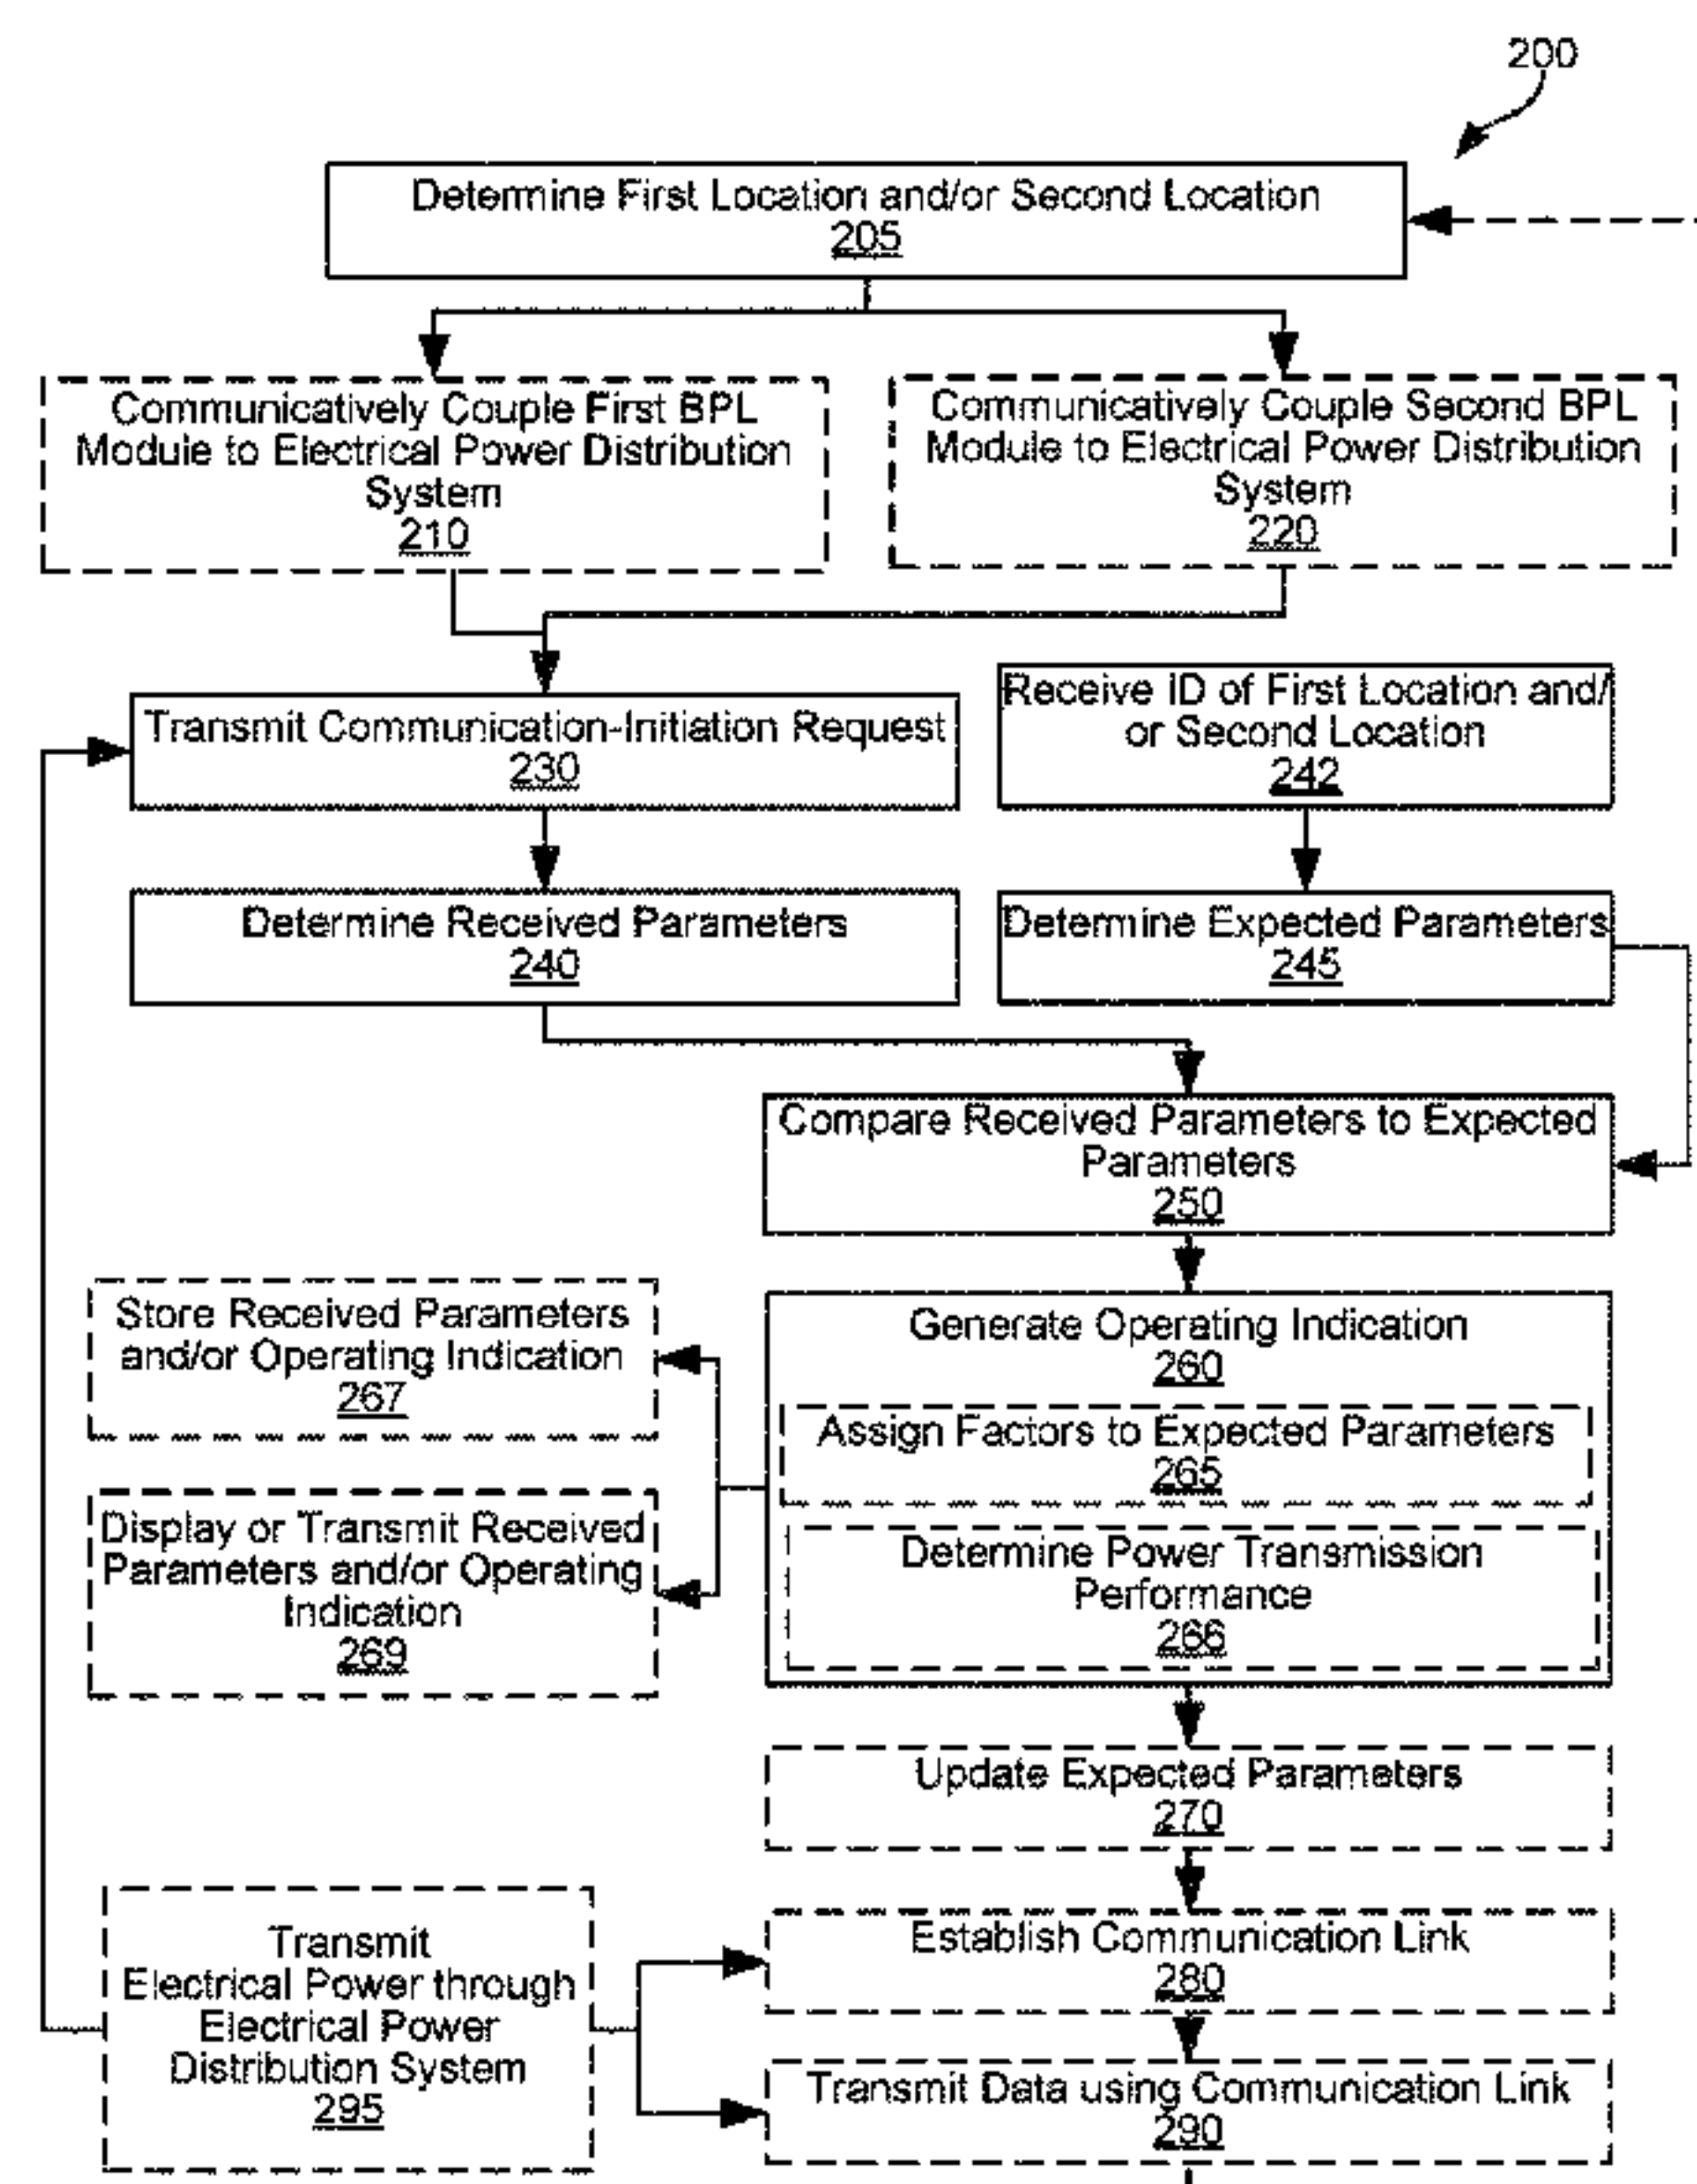 200
Determine First Location and/or Second Location
205
Communicatively Couple First BPL
Module to Electrical Power Distribution
System
210
Communicatively Couple Second BPL
Module to Electrical Power Distribution
System
220
Transmit Communication-Initiation Request
230
Receive ID of First Location and/
or Second Location
242
Determine Received Parameters
240
Determine Expected Parameters
245
Compare Received Parameters to Expected
Parameters
250
Store Received Parameters
and/or Operating Indication
267
Generate Operating Indication
260
Assign Factors to Expected Parameters
265
Display or Transmit Received
Parameters and/or Operating
Indication
269
Determine Power Transmission
Performance
266
Update Expected Parameters
270
Transmit
Electrical Power through
Electrical Power
Distribution System
295
Establish Communication Link
280
Transmit Data using Communication Link
290